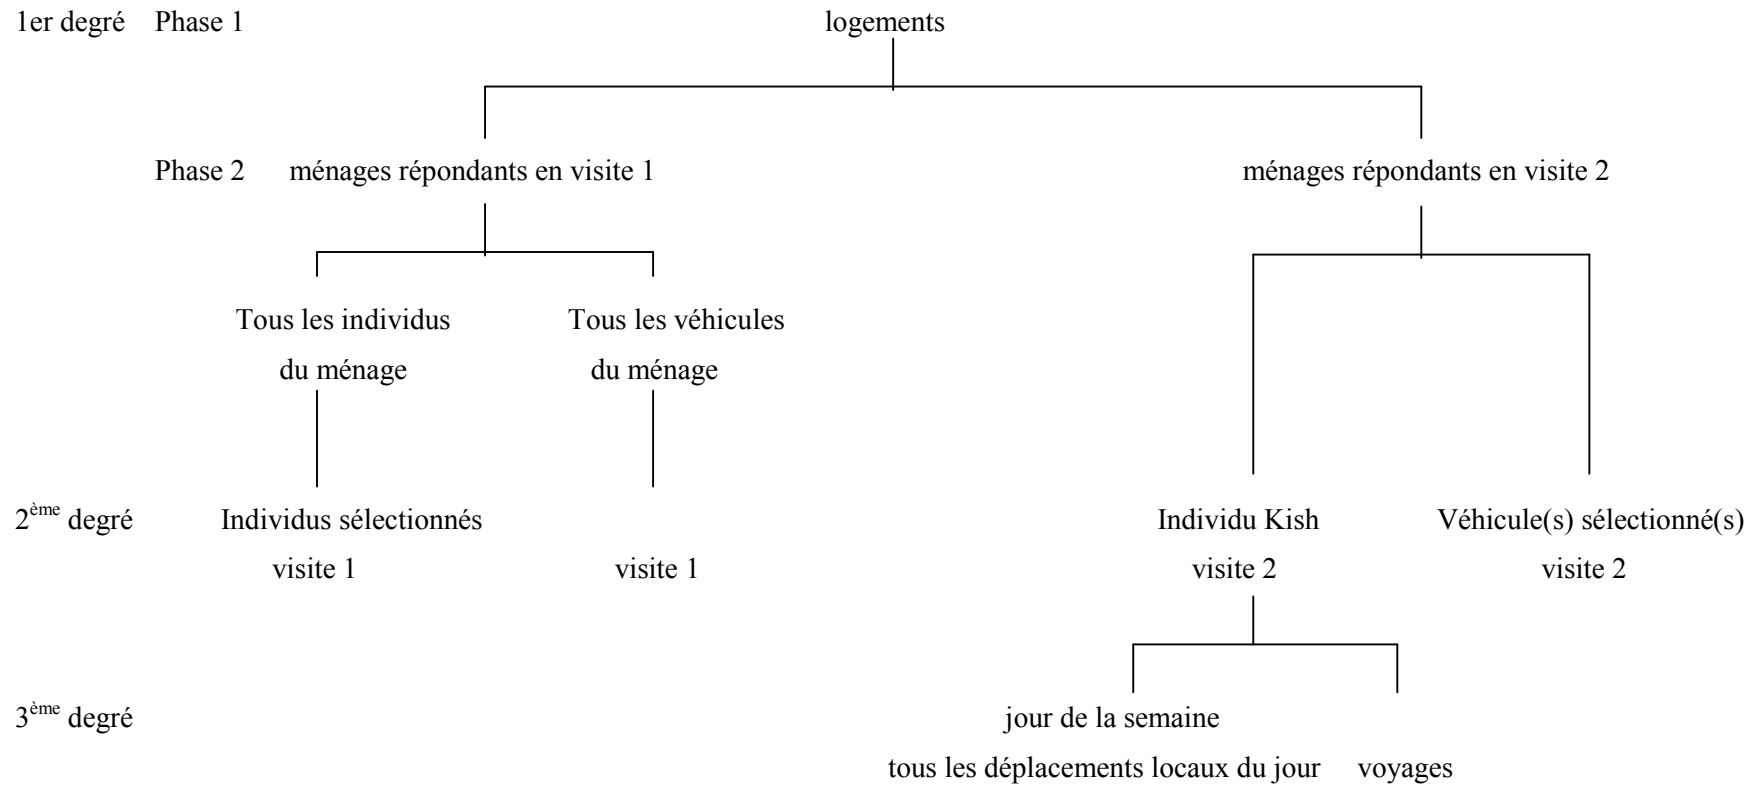 1er degré Phase 1 logements
Phase 2 ménages répondants en visite 1 ménages répondants en visite 2
Tous les individus Tous les véhicules
du ménage du ménage
2ème degré Individus sélectionnés Individu Kish Véhicule(s) sélectionné(s)
visite 1 visite 1 visite 2 visite 2
3ème degré jour de la semaine
tous les déplacements locaux du jour voyages